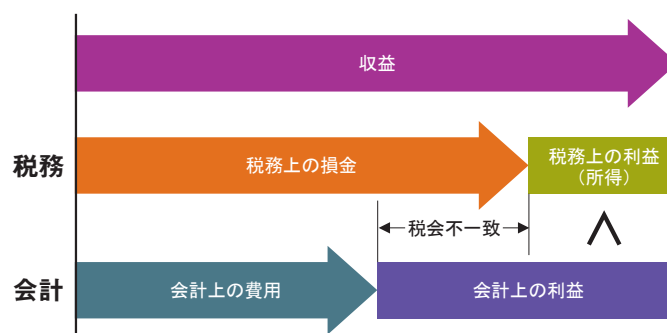 収益
税務
税務上の損金
税務上の利益
（所得）
税会不一致
会計
会計上の費用
会計上の利益